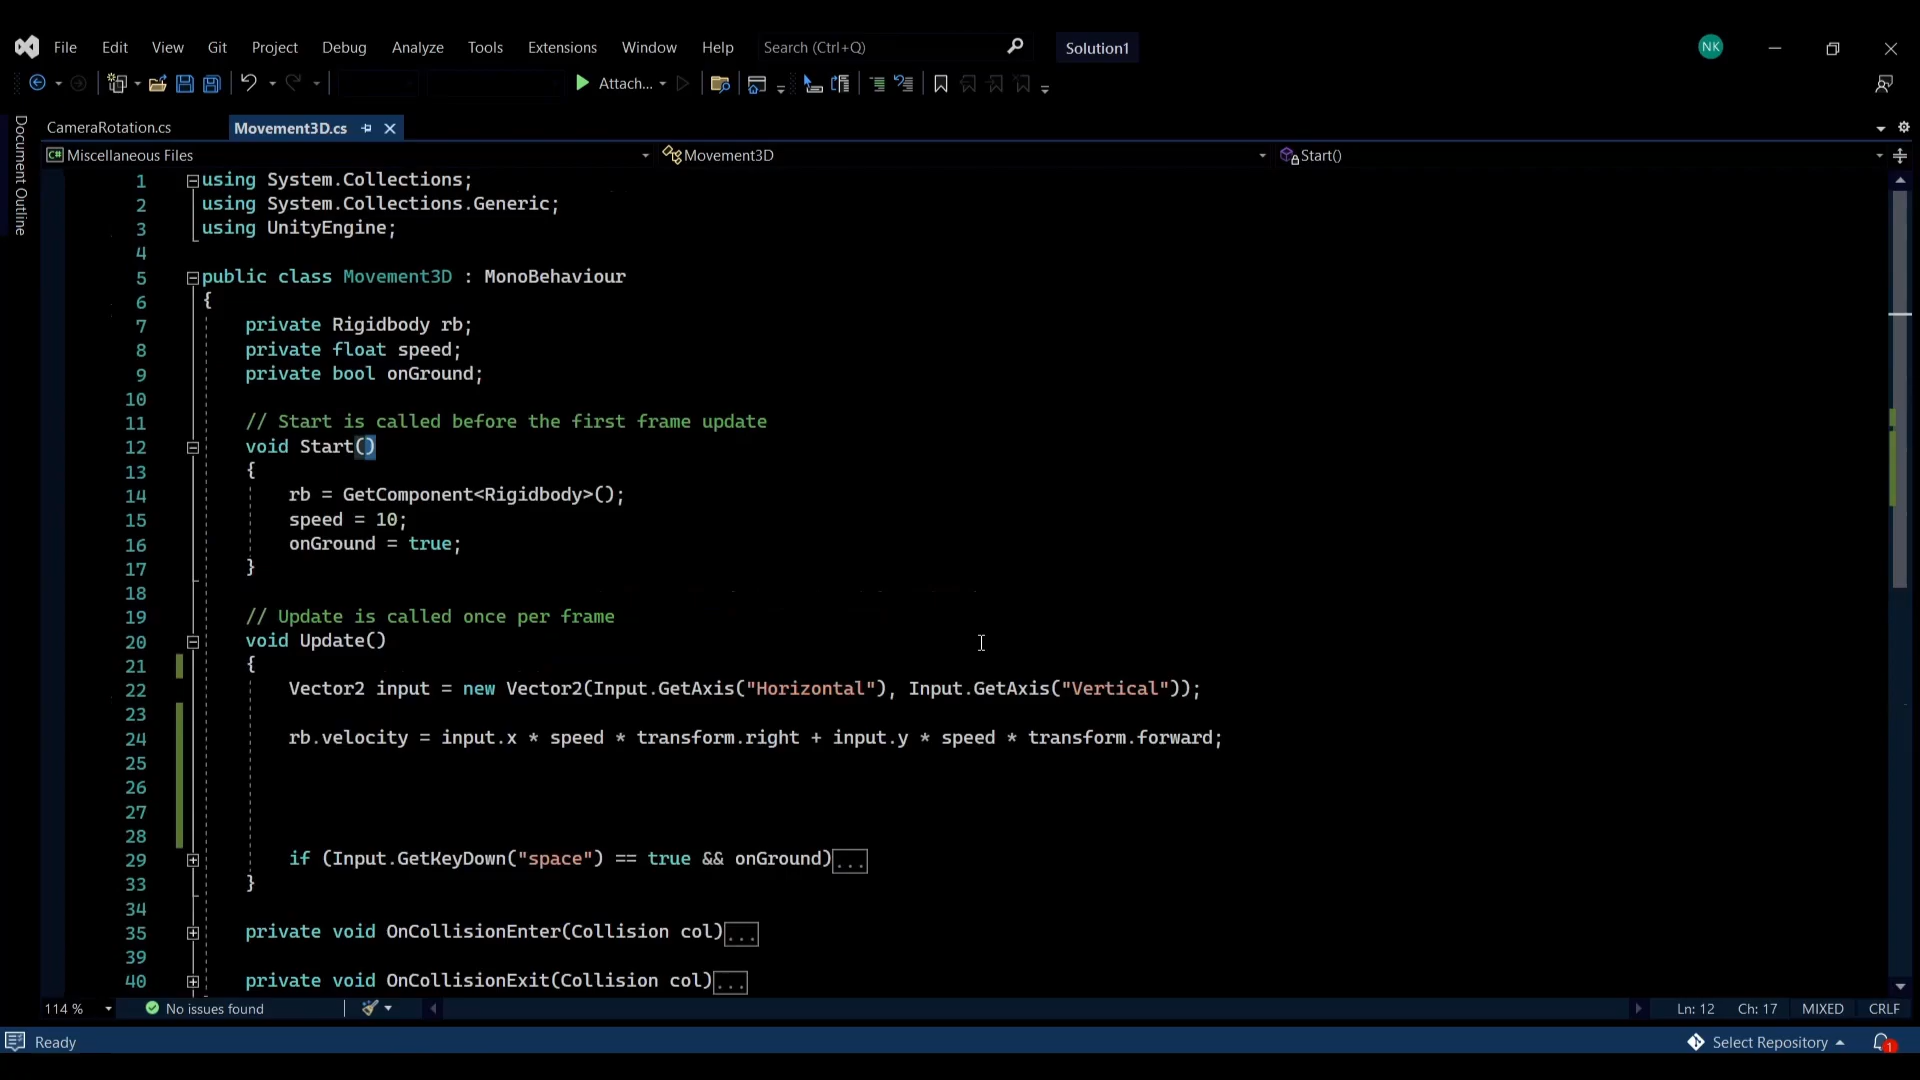 File Edit View Git Project Debug Analyze Tools Extensions Window Help Search (Ctrl+Q) Solution1 NK
Attach...
CameraRotation.cs Movement3D.cs
Document Outline
C# Miscellaneous Files Movement3D Start()
1 using System.Collections;
2 using System.Collections.Generic;
3 using UnityEngine;
4
5 public class Movement3D : MonoBehaviour
6 {
7 private Rigidbody rb;
8 private float speed;
9 private bool onGround;
10
11 // Start is called before the first frame update
12 void Start()
13 {
14 rb = GetComponent<Rigidbody>();
15 speed = 10;
16 onGround = true;
17 }
18
19 // Update is called once per frame
20 void Update()
21 {
22 Vector2 input = new Vector2(Input.GetAxis("Horizontal"), Input.GetAxis("Vertical"));
23
24 rb.velocity = input.x * speed * transform.right + input.y * speed * transform.forward;
25
26
27
28
29 if (Input.GetKeyDown("space") == true && onGround)...
33 }
34
35 private void OnCollisionEnter(Collision col)...
39
40 private void OnCollisionExit(Collision col)...
114 % No issues found Ln: 12 Ch: 17 MIXED CRLF
Ready Select Repository 1